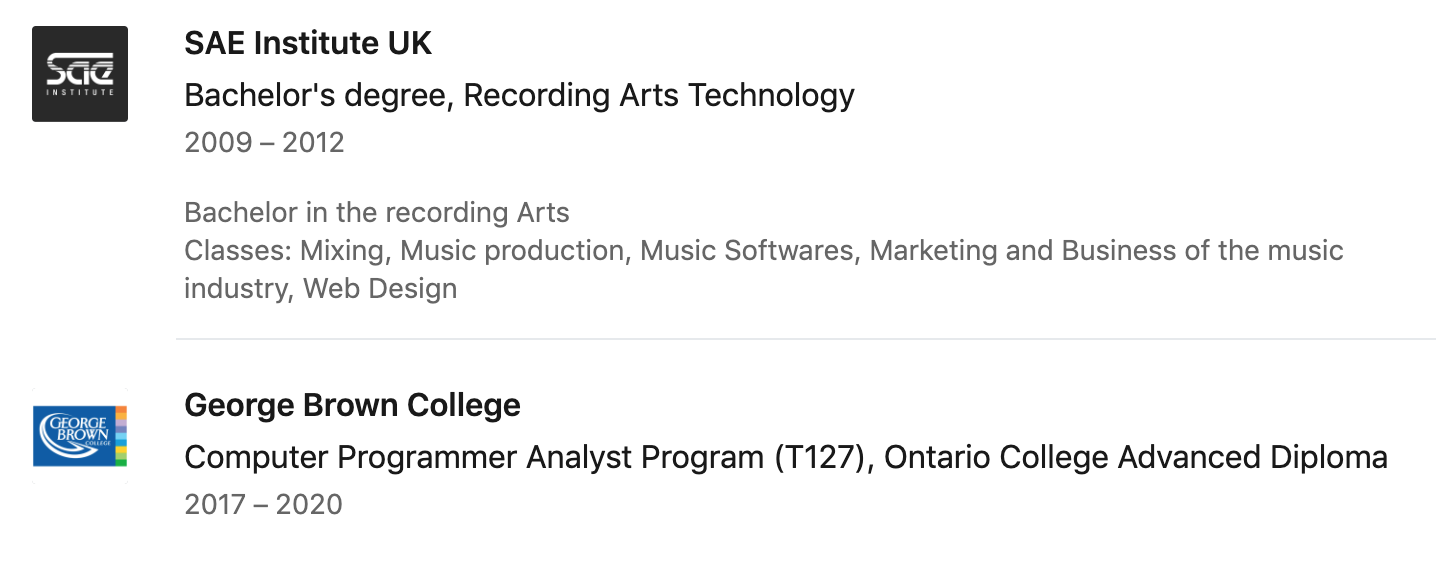 sae
INSTITUTE
SAE Institute UK
Bachelor's degree, Recording Arts Technology
2009 – 2012
Bachelor in the recording Arts
Classes: Mixing, Music production, Music Softwares, Marketing and Business of the music
industry, Web Design
GEORGE
BROWN
COLLEGE
George Brown College
Computer Programmer Analyst Program (T127), Ontario College Advanced Diploma
2017 – 2020